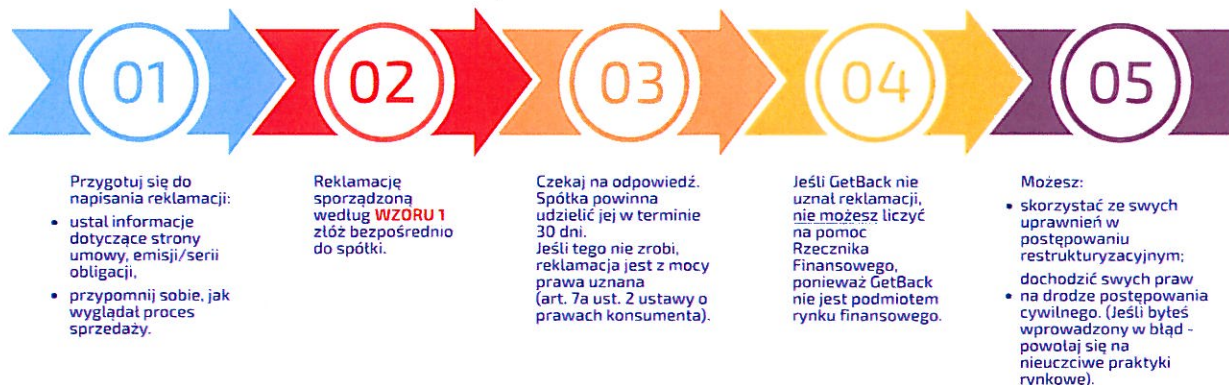 01
02
03
04
05
Przygotuj się do
napisania reklamacji:
• ustal informacje
dotyczące strony
umowy, emisji/serii
obligacji,
• przypomnij sobie, jak
wyglądał proces
sprzedaży.
Reklamację
sporządzoną
według WZORU 1
złóż bezpośrednio
do spółki.
Czekaj na odpowiedź.
Spółka powinna
udzielić jej w terminie
30 dni.
Jeśli tego nie zrobi,
reklamacja jest z mocy
prawa uznana
(art. 7a ust. 2 ustawy o
prawach konsumenta).
Jeśli GetBack nie
uznał reklamacji,
nie możesz liczyć
na pomoc
Rzecznika
Finansowego,
ponieważ GetBack
nie jest podmiotem
rynku finansowego.
Możesz:
• skorzystać ze swych
uprawnień w
postępowaniu
restrukturyzacyjnym;
dochodzić swych praw
• na drodze postępowania
cywilnego. (Jeśli byłeś
wprowadzony w błąd -
powołaj się na
nieuczciwe praktyki
rynkowe).